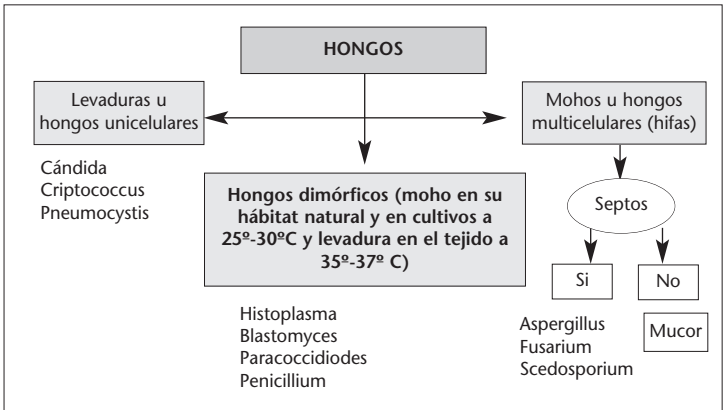 HONGOS
Levaduras u
hongos unicelulares
Cándida
Criptococcus
Pneumocystis
Hongos dimórficos (moho en su
hábitat natural y en cultivos a
25º-30ºC y levadura en el tejido a
35º-37º C)
Histoplasma
Blastomyces
Paracoccidiodes
Penicillium
Mohos u hongos
multicelulares (hifas)
Septos
Si
No
Aspergillus
Fusarium
Scedosporium
Mucor